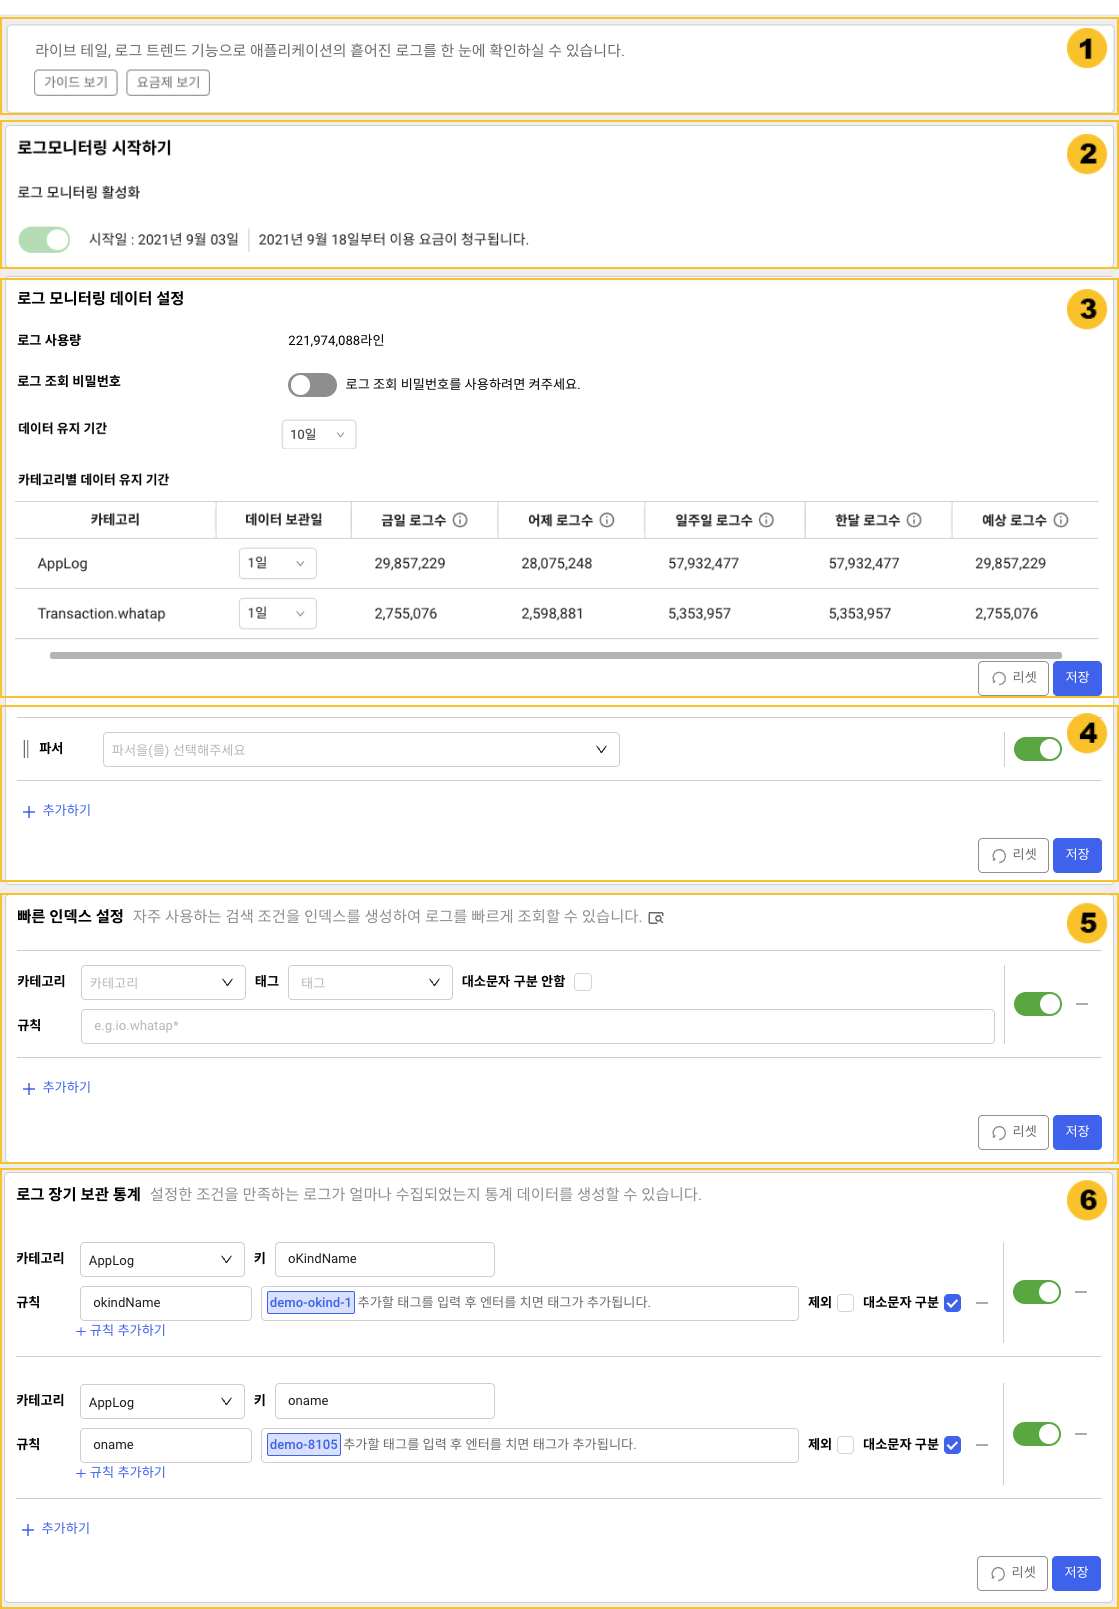 라이브 테일, 로그 트렌드 기능으로 애플리케이션의 흩어진 로그를 한 눈에 확인하실 수 있습니다.
1
가이드 보기 요금제 보기
로그모니터링 시작하기
2
로그 모니터링 활성화
시작일 : 2021년 9월 03일 2021년 9월 18일부터 이용 요금이 청구됩니다.
로그 모니터링 데이터 설정
3
로그 사용량 221,974,088라인
로그 조회 비밀번호 로그 조회 비밀번호를 사용하려면 켜주세요.
데이터 유지 기간 10일
카테고리별 데이터 유지 기간
카테고리 데이터 보관일 금일 로그수 어제 로그수 일주일 로그수 한달 로그수 예상 로그수
AppLog 1일 29,857,229 28,075,248 57,932,477 57,932,477 29,857,229
Transaction.whatap 1일 2,755,076 2,598,881 5,353,957 5,353,957 2,755,076
리셋 저장
4
파서 파서을(를) 선택해주세요
+ 추가하기
리셋 저장
빠른 인덱스 설정 자주 사용하는 검색 조건을 인덱스를 생성하여 로그를 빠르게 조회할 수 있습니다.
5
카테고리 카테고리 태그 태그 대소문자 구분 안함
규칙 e.g.io.whatap*
+ 추가하기
리셋 저장
로그 장기 보관 통계 설정한 조건을 만족하는 로그가 얼마나 수집되었는지 통계 데이터를 생성할 수 있습니다.
6
카테고리 AppLog 키 oKindName
규칙 okindName demo-okind-1 추가할 태그를 입력 후 엔터를 치면 태그가 추가됩니다. 제외 대소문자 구분
+ 규칙 추가하기
카테고리 AppLog 키 oname
규칙 oname demo-8105 추가할 태그를 입력 후 엔터를 치면 태그가 추가됩니다. 제외 대소문자 구분
+ 규칙 추가하기
+ 추가하기
리셋 저장